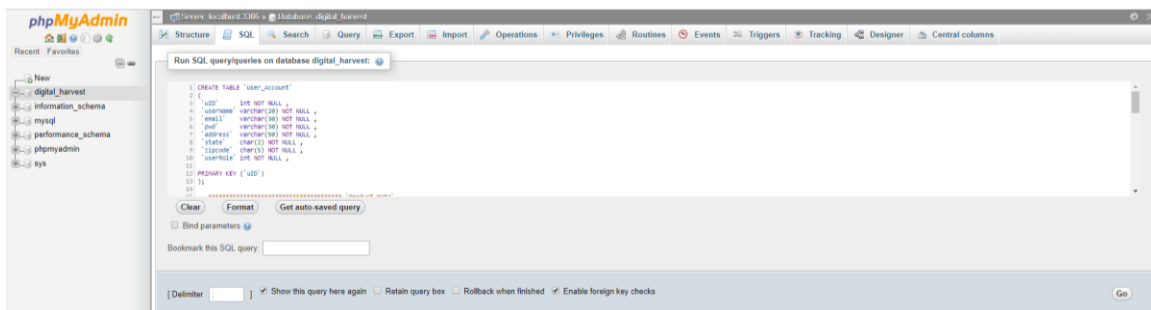 phpMyAdmin
Recent Favorites
New
digital_harvest
information_schema
mysql
performance_schema
phpmyadmin
sys
Server: localhost:3306 » Database: digital_harvest
Structure SQL Search Query Export Import Operations Privileges Routines Events Triggers Tracking Designer Central columns
Run SQL query/queries on database digital_harvest:
1 CREATE TABLE `User_Account`
2 (
3 `uID` int NOT NULL ,
4 `userName` varchar(20) NOT NULL ,
5 `email` varchar(30) NOT NULL ,
6 `pwd` varchar(30) NOT NULL ,
7 `address` varchar(50) NOT NULL ,
8 `state` char(2) NOT NULL ,
9 `zipcode` char(5) NOT NULL ,
10 `userRole` int NOT NULL ,
11
12 PRIMARY KEY (`uID`)
13 );
14
Clear Format Get auto-saved query
Bind parameters
Bookmark this SQL query:
[ Delimiter ; ] Show this query here again Retain query box Rollback when finished Enable foreign key checks
Go